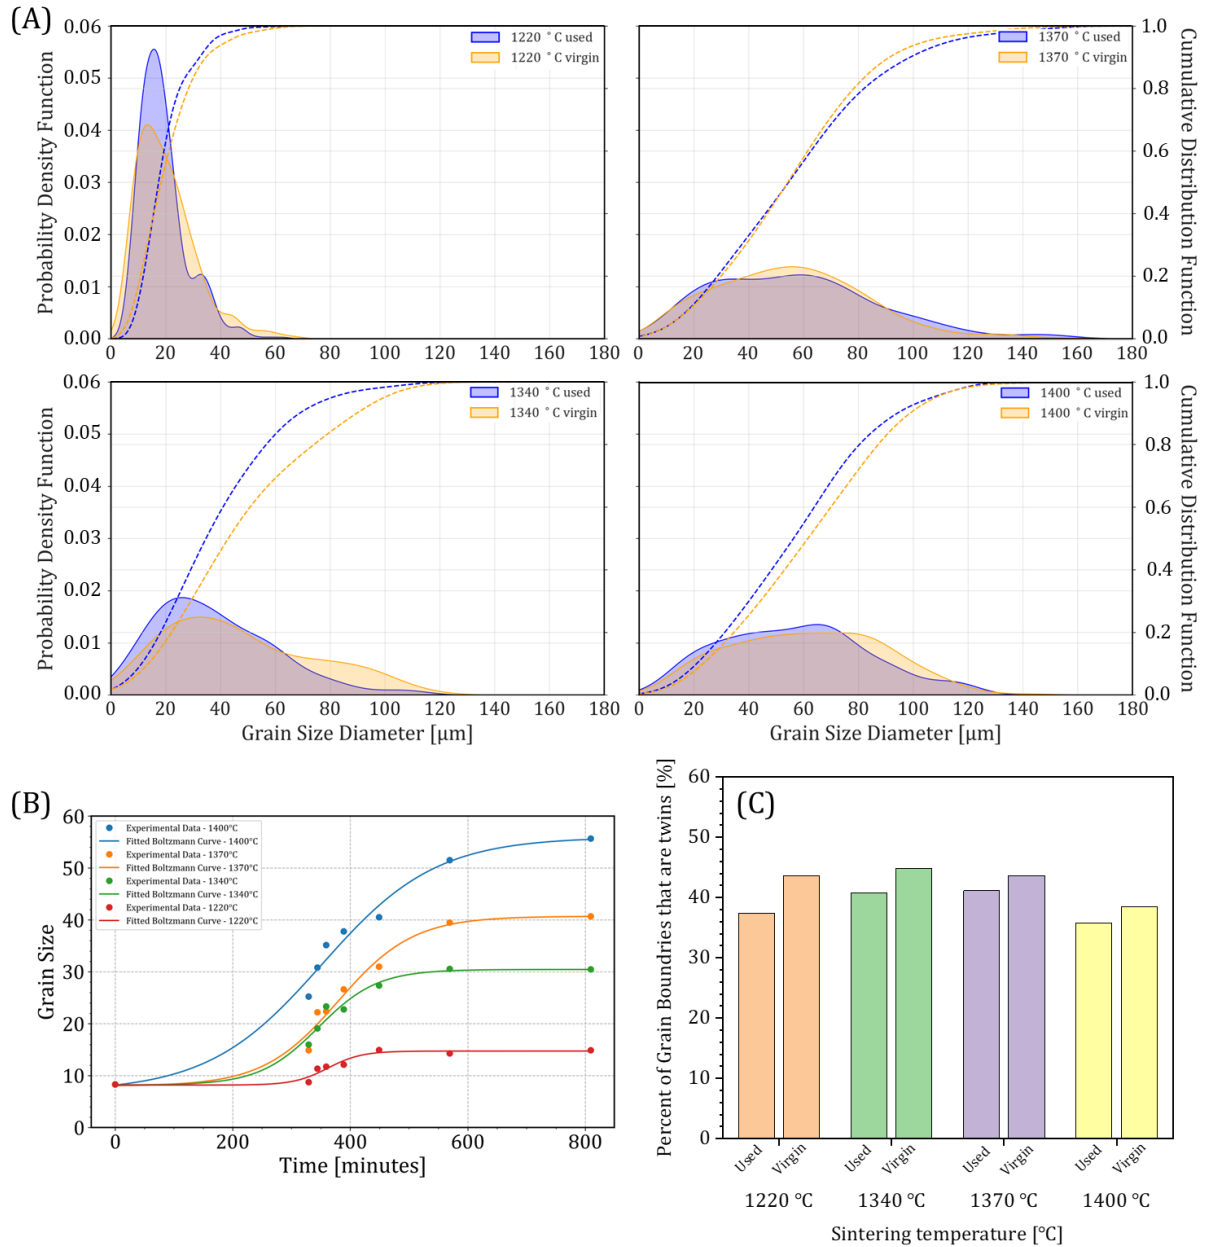 (A)
Probability Density Function
0.06
0.05
0.04
0.03
0.02
0.01
0.00
0 20 40 60 80 100 120 140 160 180
1220 °C used
1220 °C virgin
1370 °C used
1370 °C virgin
0 20 40 60 80 100 120 140 160 180
1.0
0.8
0.6
0.4
0.2
0.0
Cumulative Distribution Function
Probability Density Function
0.06
0.05
0.04
0.03
0.02
0.01
0.00
0 20 40 60 80 100 120 140 160 180
Grain Size Diameter [µm]
1340 °C used
1340 °C virgin
1400 °C used
1400 °C virgin
0 20 40 60 80 100 120 140 160 180
Grain Size Diameter [µm]
1.0
0.8
0.6
0.4
0.2
0.0
Cumulative Distribution Function
(B)
Grain Size
60
50
40
30
20
10
0
Experimental Data - 1400°C
Fitted Boltzmann Curve - 1400°C
Experimental Data - 1370°C
Fitted Boltzmann Curve - 1370°C
Experimental Data - 1340°C
Fitted Boltzmann Curve - 1340°C
Experimental Data - 1220°C
Fitted Boltzmann Curve - 1220°C
0 200 400 600 800
Time [minutes]
(C)
Percent of Grain Boundries that are twins [%]
60
50
40
30
20
10
0
Used Virgin Used Virgin Used Virgin Used Virgin
1220 °C 1340 °C 1370 °C 1400 °C
Sintering temperature [°C]